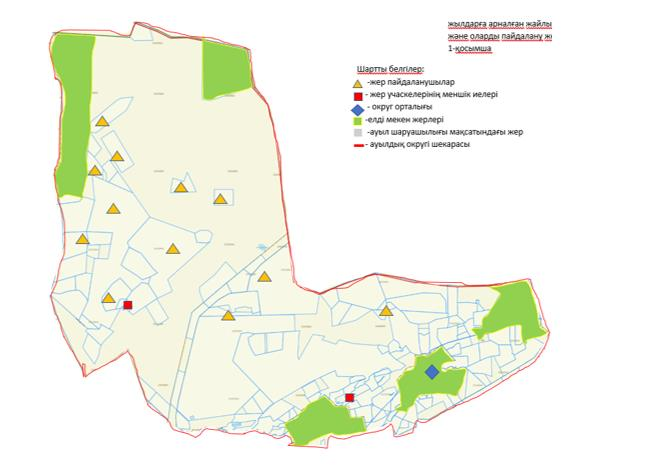 жылдарға арналған жайлы
және оларды пайдалану жс
1-қосымша
Шартты белгілер:
-жер пайдаланушылар
- жер учаскелерінің меншік иелері
- округ орталығы
-елді мекен жерлері
-ауыл шаруашылығы мақсатындағы жер
- ауылдық округі шекарасы